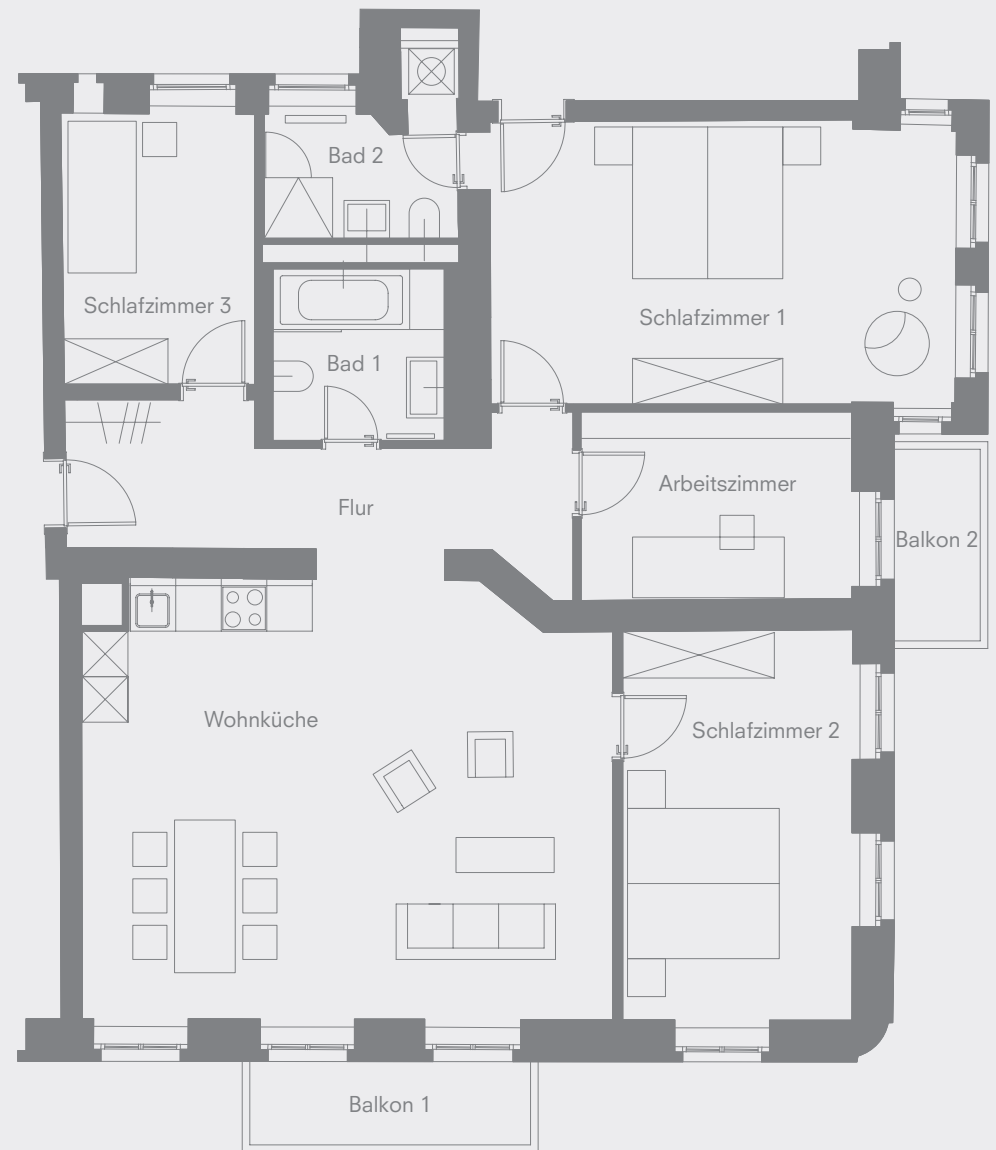 Bad 2
Schlafzimmer 3
Schlafzimmer 1
Bad 1
Arbeitszimmer
Flur
Balkon 2
Wohnküche
Schlafzimmer 2
Balkon 1